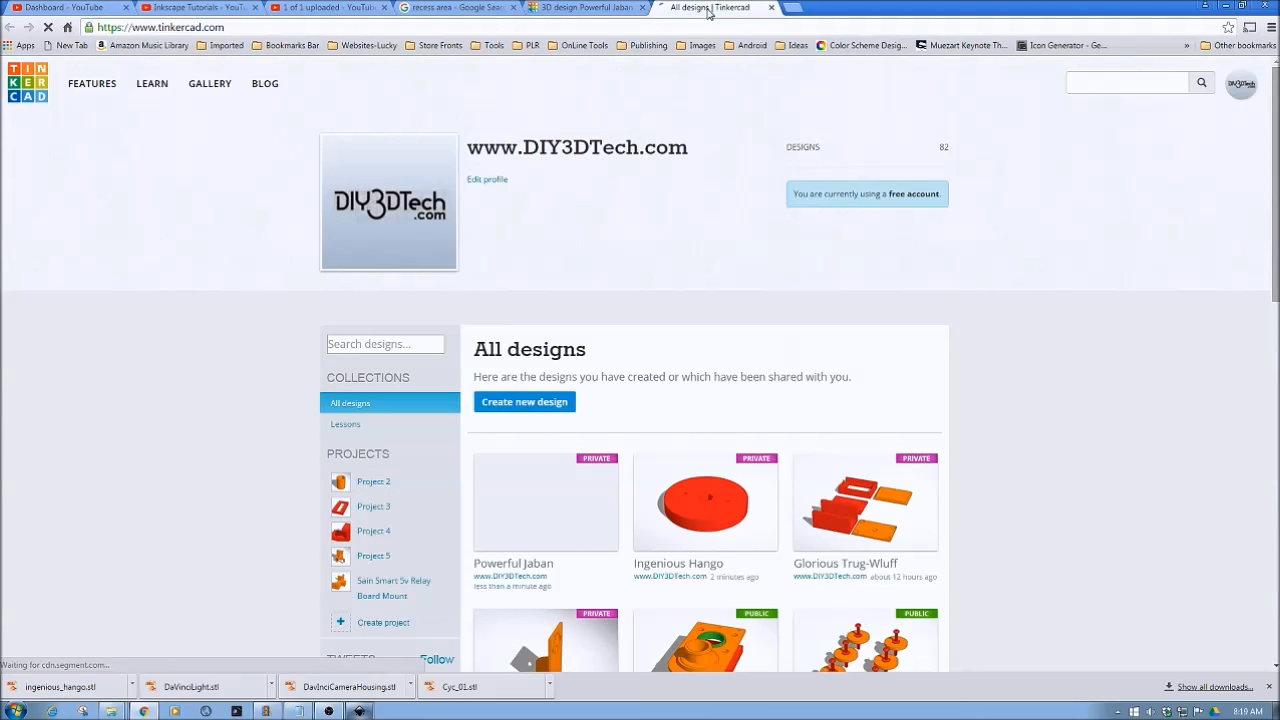 Dashboard - YouTube
Inkscape Tutorials - YouTu
1 of 1 uploaded - YouTube
recess area - Google Sear
3D design Powerful Jaban
All designs | Tinkercad
https://www.tinkercad.com
Apps
New Tab
Amazon Music Library
Imported
Bookmarks Bar
Websites-Lucky
Store Fronts
Tools
PLR
OnLine Tools
Publishing
Images
Android
Ideas
Color Scheme Desig...
Muezart Keynote Th...
Icon Generator - Ge...
»
Other bookmarks
TIN
KER
CAD
FEATURES
LEARN
GALLERY
BLOG
DIY3DTech
DIY3DTech
.com
www.DIY3DTech.com
Edit profile
DESIGNS 82
You are currently using a free account.
Search designs...
COLLECTIONS
All designs
Lessons
PROJECTS
Project 2
Project 3
Project 4
Project 5
Sain Smart 5v Relay
Board Mount
+ Create project
TWEETS Follow
All designs
Here are the designs you have created or which have been shared with you.
Create new design
PRIVATE
PRIVATE
PRIVATE
Powerful Jaban
www.DIY3DTech.com
less than a minute ago
Ingenious Hango
www.DIY3DTech.com 2 minutes ago
Glorious Trug-Wluff
www.DIY3DTech.com about 12 hours ago
PRIVATE
PUBLIC
PUBLIC
Waiting for cdn.segment.com...
ingenious_hango.stl
DaVinciLight.stl
DavInciCameraHousing.stl
Cyc_01.stl
Show all downloads...
8:19 AM